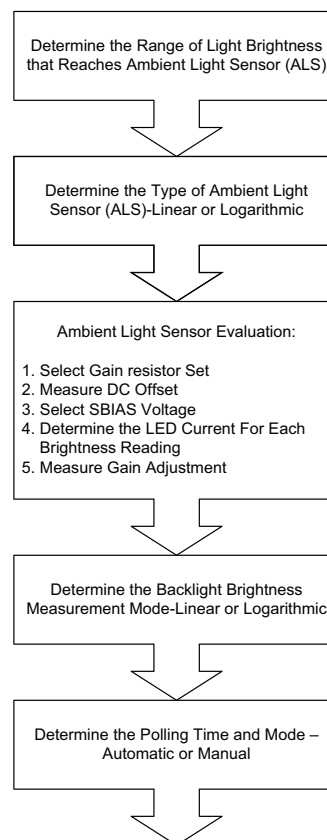 Determine the Range of Light Brightness
that Reaches Ambient Light Sensor (ALS)
Determine the Type of Ambient Light
Sensor (ALS)-Linear or Logarithmic
Ambient Light Sensor Evaluation:
1. Select Gain resistor Set
2. Measure DC Offset
3. Select SBIAS Voltage
4. Determine the LED Current For Each
Brightness Reading
5. Measure Gain Adjustment
Determine the Backlight Brightness
Measurement Mode-Linear or Logarithmic
Determine the Polling Time and Mode –
Automatic or Manual